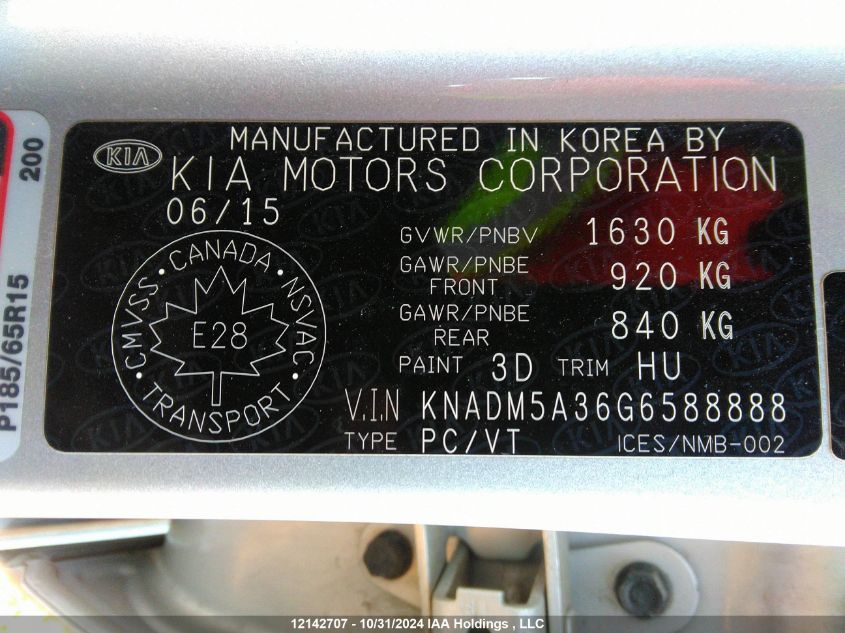 MANUFACTURED IN KOREA BY
KIA
KIA MOTORS CORPORATION
06/15
GVWR/PNBV 1630 KG
GAWR/PNBE FRONT 920 KG
GAWR/PNBE REAR 840 KG
PAINT 3D TRIM HU
V.I.N KNADM5A36G6588888
TYPE PC/VT ICES/NMB-002
CMVSS • CANADA • NSVAC
E28
• TRANSPORT •
P185/65R15 200
12142707 - 10/31/2024 IAA Holdings , LLC